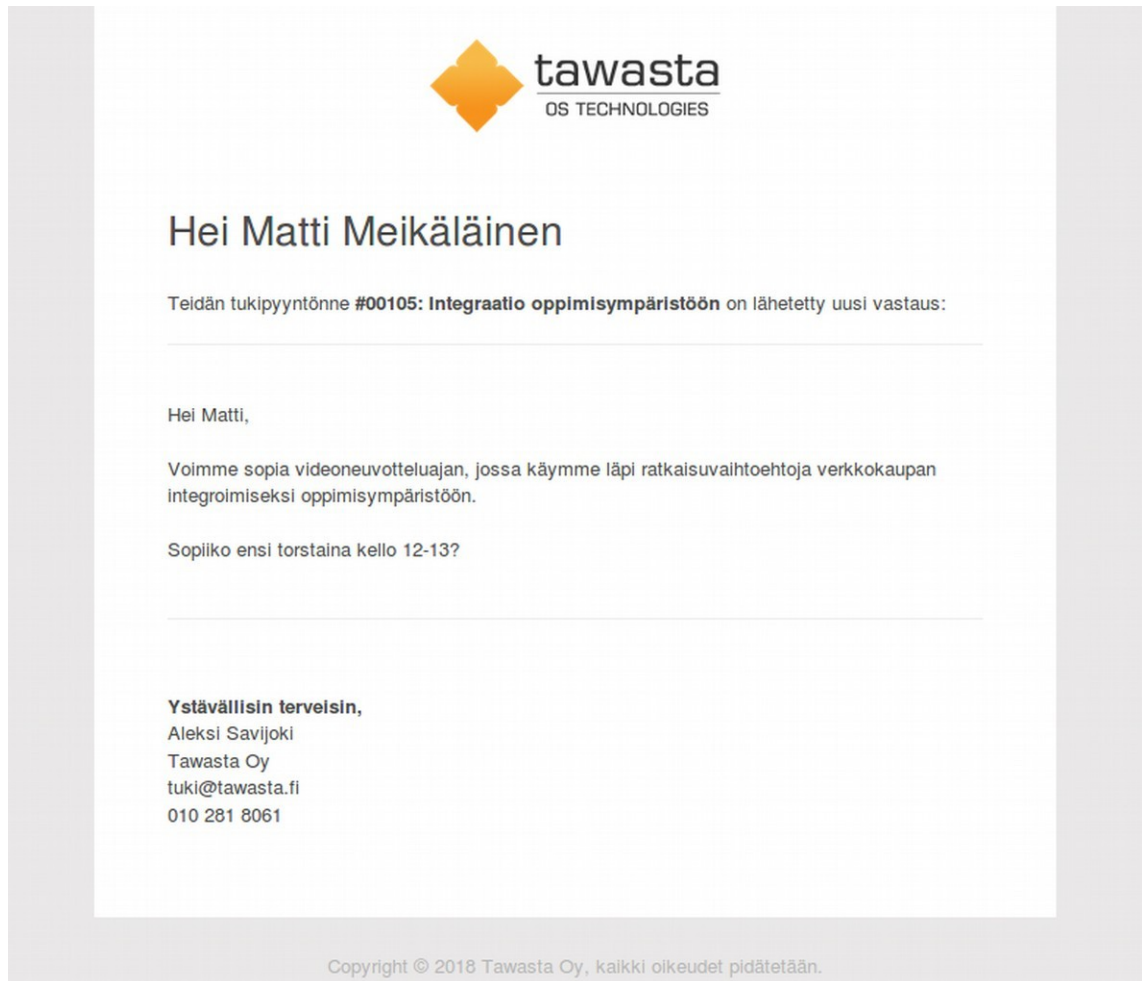 tawasta
OS TECHNOLOGIES
Hei Matti Meikäläinen
Teidän tukipyyntönne #00105: Integraatio oppimisympäristöön on lähetetty uusi vastaus:
Hei Matti,
Voimme sopia videoneuvotteluajan, jossa käymme läpi ratkaisuvaihtoehtoja verkkokaupan
integroimiseksi oppimisympäristöön.
Sopiiko ensi torstaina kello 12-13?
Ystävällisin terveisin,
Aleksi Savijoki
Tawasta Oy
tuki@tawasta.fi
010 281 8061
Copyright © 2018 Tawasta Oy, kaikki oikeudet pidätetään.